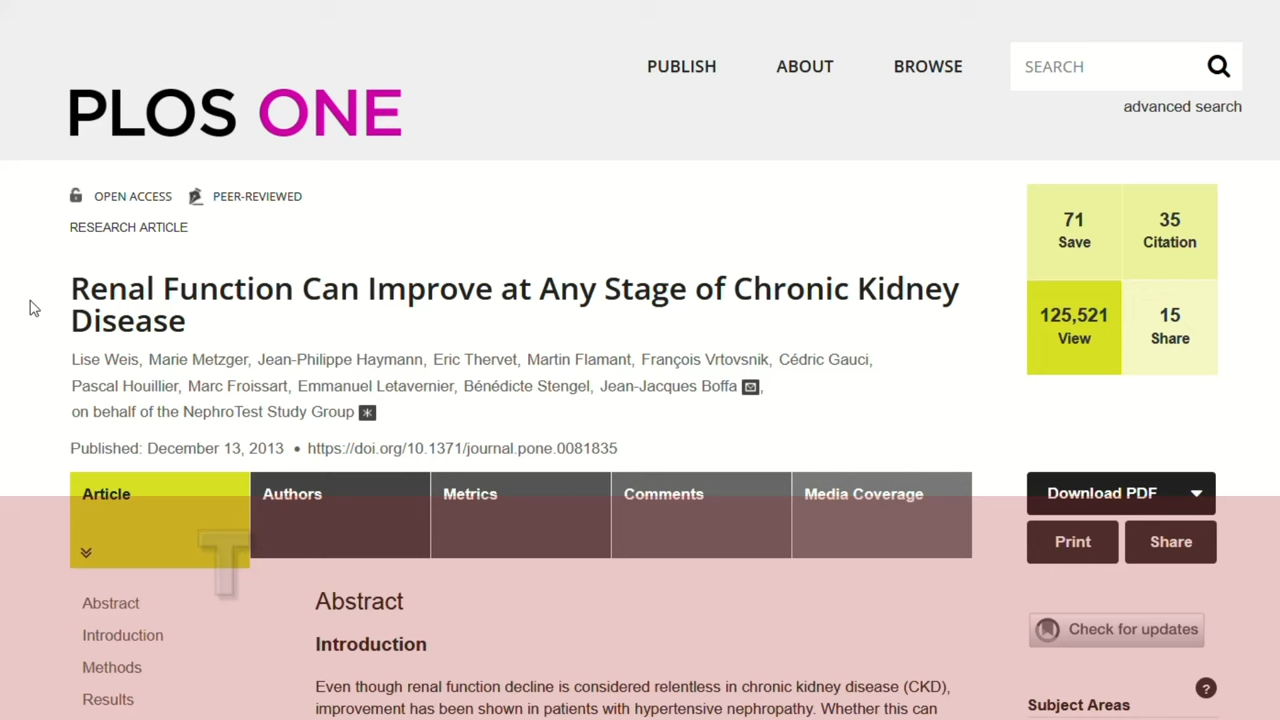 PUBLISH ABOUT BROWSE SEARCH
advanced search
PLOS ONE
OPEN ACCESS PEER-REVIEWED
RESEARCH ARTICLE
71 Save
35 Citation
125,521 View
15 Share
Renal Function Can Improve at Any Stage of Chronic Kidney
Disease
Lise Weis, Marie Metzger, Jean-Philippe Haymann, Eric Thervet, Martin Flamant, François Vrtovsnik, Cédric Gauci,
Pascal Houillier, Marc Froissart, Emmanuel Letavernier, Bénédicte Stengel, Jean-Jacques Boffa,
on behalf of the NephroTest Study Group
Published: December 13, 2013 • https://doi.org/10.1371/journal.pone.0081835
Article Authors Metrics Comments Media Coverage
Download PDF
Print Share
T
Abstract
Introduction
Methods
Results
Abstract
Introduction
Even though renal function decline is considered relentless in chronic kidney disease (CKD),
improvement has been shown in patients with hypertensive nephropathy. Whether this can
Check for updates
Subject Areas ?